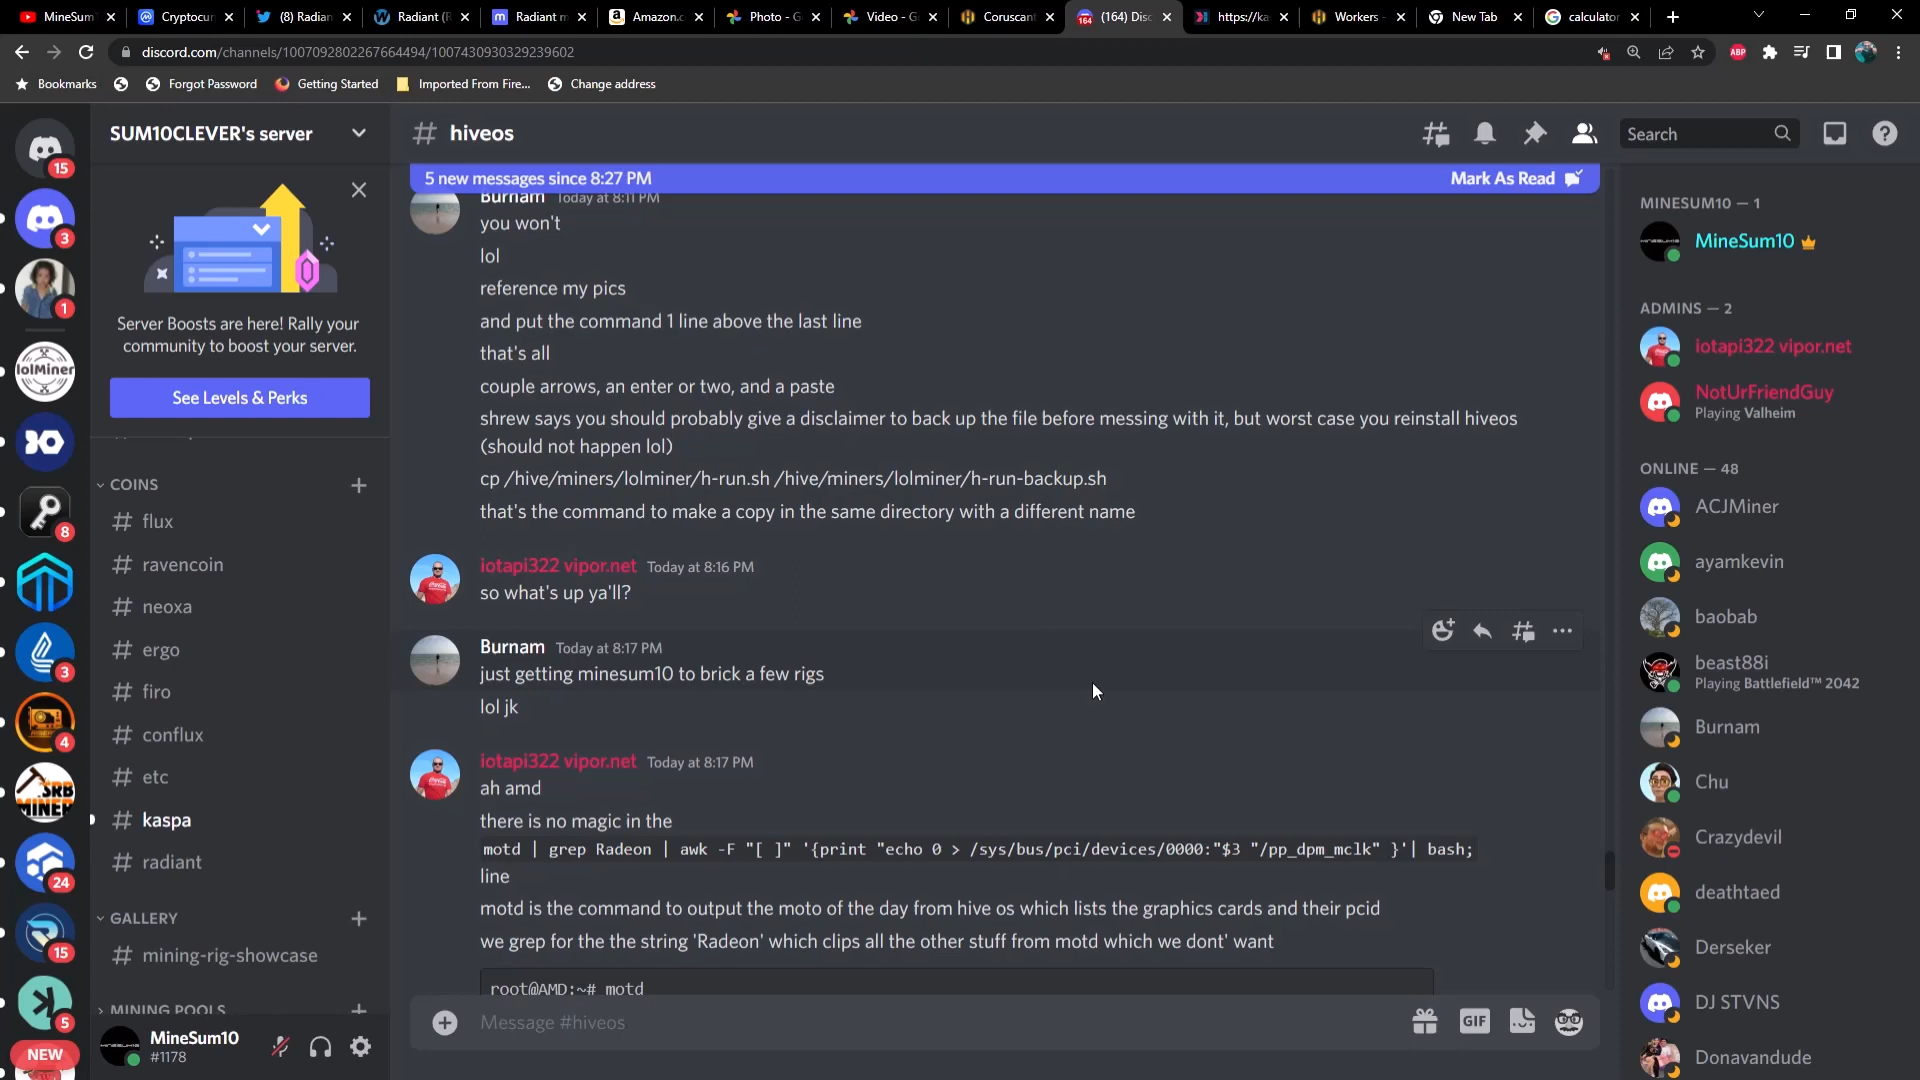 MineSum
Cryptocur
(8) Radian
Radiant (R
Radiant m
Amazon.c
Photo - G
Video - G
Coruscant
(164) Disc
https://ka
Workers -
New Tab
calculator
discord.com/channels/1007092802267664494/1007430930329239602
ABP
Bookmarks
Forgot Password
Getting Started
Imported From Fire...
Change address
SUM10CLEVER's server
# hiveos
Search
15
3
1
lolMiner
8
3
4
SRB
MINER
24
15
5
NEW
Server Boosts are here! Rally your
community to boost your server.
See Levels & Perks
COINS
# flux
# ravencoin
# neoxa
# ergo
# firo
# conflux
# etc
# kaspa
# radiant
GALLERY
# mining-rig-showcase
MINING POOLS
MineSum10
#1178
5 new messages since 8:27 PM
Mark As Read
Burnam Today at 8:11 PM
you won't
lol
reference my pics
and put the command 1 line above the last line
that's all
couple arrows, an enter or two, and a paste
shrew says you should probably give a disclaimer to back up the file before messing with it, but worst case you reinstall hiveos
(should not happen lol)
cp /hive/miners/lolminer/h-run.sh /hive/miners/lolminer/h-run-backup.sh
that's the command to make a copy in the same directory with a different name
iotapi322 vipor.net Today at 8:16 PM
so what's up ya'll?
Burnam Today at 8:17 PM
just getting minesum10 to brick a few rigs
lol jk
iotapi322 vipor.net Today at 8:17 PM
ah amd
there is no magic in the
motd | grep Radeon | awk -F "[ ]" '{print "echo 0 > /sys/bus/pci/devices/0000:"$3 "/pp_dpm_mclk" }'| bash;
line
motd is the command to output the moto of the day from hive os which lists the graphics cards and their pcid
we grep for the the string 'Radeon' which clips all the other stuff from motd which we dont' want
root@AMD:~# motd
Message #hiveos
GIF
MINESUM10 — 1
MineSum10
ADMINS — 2
iotapi322 vipor.net
NotUrFriendGuy
Playing Valheim
ONLINE — 48
ACJMiner
ayamkevin
baobab
beast88i
Playing Battlefield™ 2042
Burnam
Chu
Crazydevil
deathtaed
Derseker
DJ STVNS
Donavandude